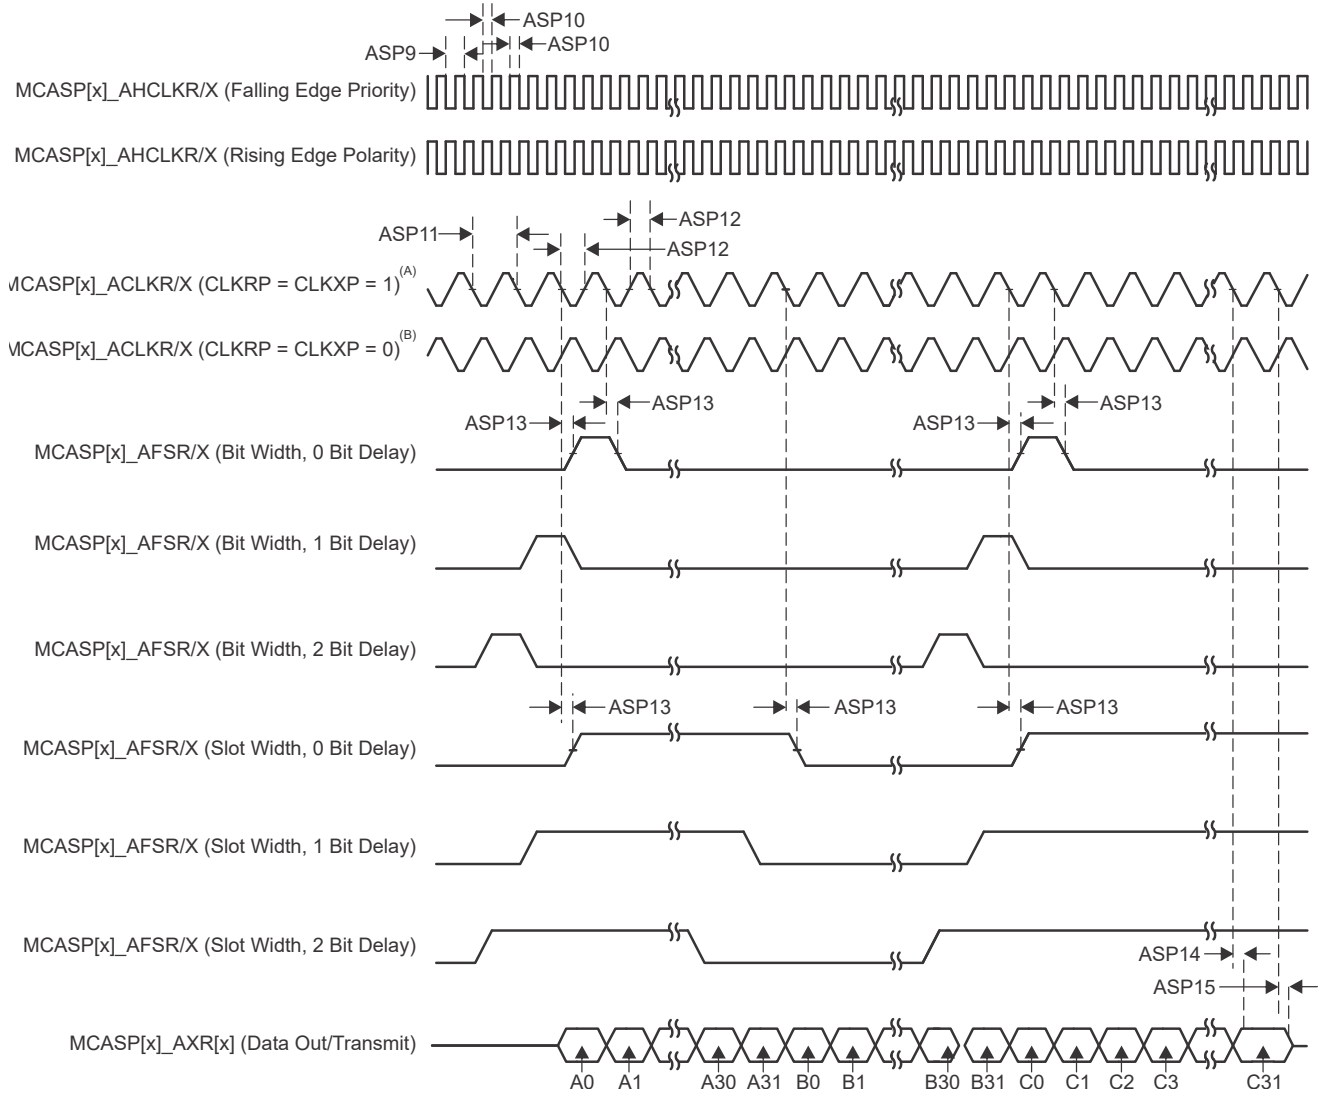 ASP10
ASP9 ASP10
MCASP[x]_AHCLKR/X (Falling Edge Priority)
MCASP[x]_AHCLKR/X (Rising Edge Polarity)
ASP12
ASP11 ASP12
MCASP[x]_ACLKR/X (CLKRP = CLKXP = 1)(A)
MCASP[x]_ACLKR/X (CLKRP = CLKXP = 0)(B)
ASP13 ASP13
ASP13 ASP13
MCASP[x]_AFSR/X (Bit Width, 0 Bit Delay)
MCASP[x]_AFSR/X (Bit Width, 1 Bit Delay)
MCASP[x]_AFSR/X (Bit Width, 2 Bit Delay)
ASP13 ASP13 ASP13
MCASP[x]_AFSR/X (Slot Width, 0 Bit Delay)
MCASP[x]_AFSR/X (Slot Width, 1 Bit Delay)
MCASP[x]_AFSR/X (Slot Width, 2 Bit Delay)
ASP14
ASP15
MCASP[x]_AXR[x] (Data Out/Transmit)
A0 A1 A30 A31 B0 B1 B30 B31 C0 C1 C2 C3 C31